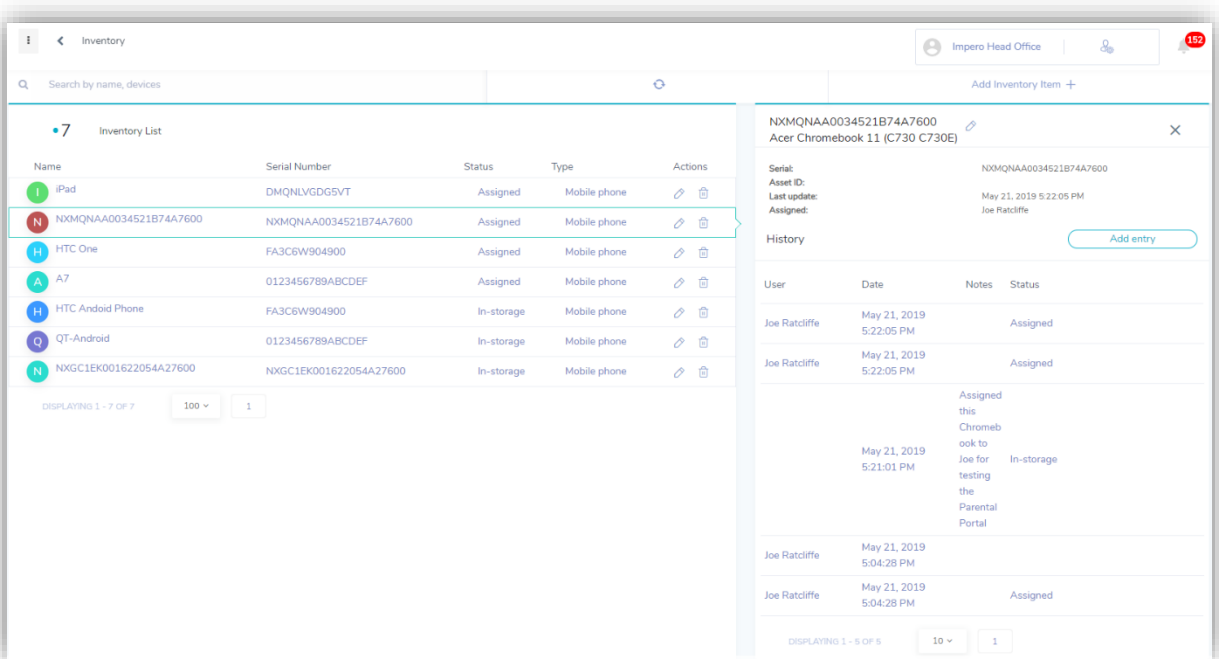 Inventory
Impero Head Office
152
Search by name, devices
Add Inventory Item +
7 Inventory List
NXMQNAA0034521B74A7600
Acer Chromebook 11 (C730 C730E)
Name Serial Number Status Type Actions
I iPad DMQNLVGDG5VT Assigned Mobile phone
N NXMQNAA0034521B74A7600 NXMQNAA0034521B74A7600 Assigned Mobile phone
H HTC One FA3C6W904900 Assigned Mobile phone
A A7 0123456789ABCDEF Assigned Mobile phone
H HTC Andoid Phone FA3C6W904900 In-storage Mobile phone
Q QT-Android 0123456789ABCDEF In-storage Mobile phone
N NXGC1EK001622054A27600 NXGC1EK001622054A27600 In-storage Mobile phone
DISPLAYING 1 - 7 OF 7 100 1
Serial: NXMQNAA0034521B74A7600
Asset ID:
Last update: May 21, 2019 5:22:05 PM
Assigned: Joe Ratcliffe
History Add entry
User Date Notes Status
Joe Ratcliffe May 21, 2019 Assigned
5:22:05 PM
Joe Ratcliffe May 21, 2019 Assigned
5:22:05 PM
Assigned
this
Chromeb
ook to
May 21, 2019 Joe for In-storage
5:21:01 PM testing
the
Parental
Portal
Joe Ratcliffe May 21, 2019
5:04:28 PM
Joe Ratcliffe May 21, 2019 Assigned
5:04:28 PM
DISPLAYING 1 - 5 OF 5 10 1